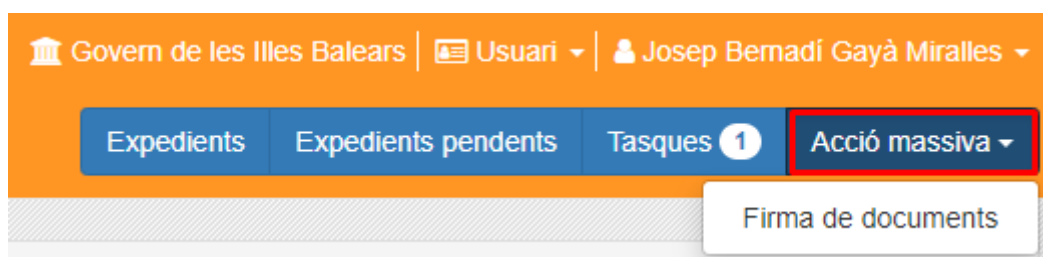 Govern de les Illes Balears Usuari Josep Bernadí Gayà Miralles
Expedients Expedients pendents Tasques 1 Acció massiva
Firma de documents